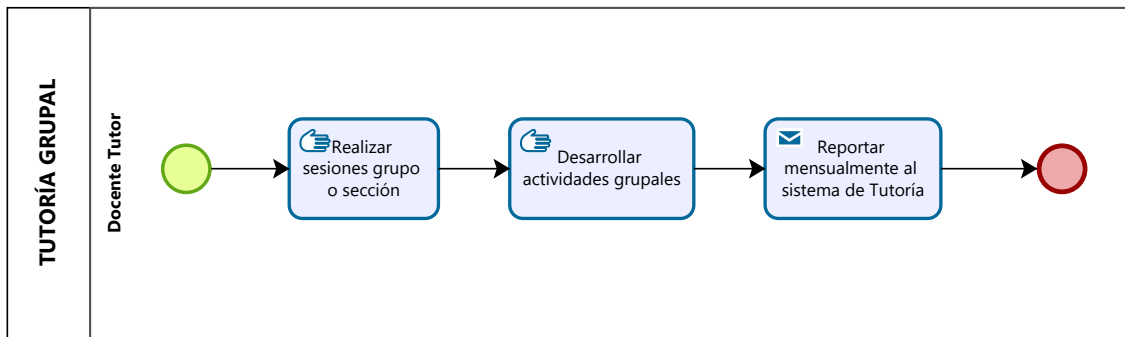 TUTORÍA GRUPAL
Docente Tutor
Realizar
sesiones grupo
o sección
Desarrollar
actividades grupales
Reportar
mensualmente al
sistema de Tutoría